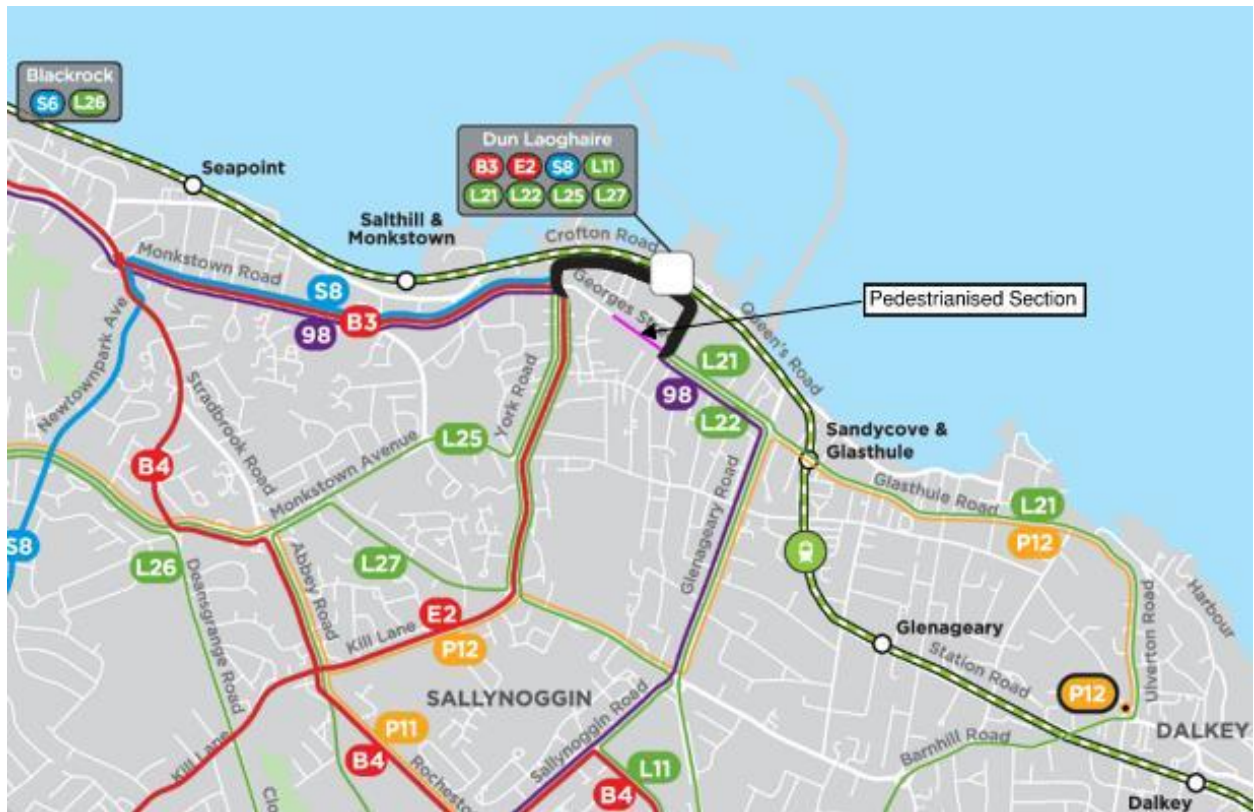 Blackrock
S6 L26
Seapoint
Dun Laoghaire
B3 E2 S8 L11
L21 L22 L25 L27
Salthill &
Monkstown
Crofton Road
Monkstown Road
S8
B3
98
Georges St
Pedestrianised Section
Queen's Road
Newtownpark Ave
Stradbrook Road
York Road
L21
98
L22
L25
Monkstown Avenue
B4
Sandycove &
Glasthule
Glasthule Road
L21
P12
Glenageary Road
S8
L26
Deansgrange Road
Abbey Road
L27
E2
Kill Lane
P12
Glenageary
Station Road
Ulverton Road
Harbour
P12
SALLYNOGGIN
DALKEY
P11
B4
Kill Lane
Sallynoggin Road
Barnhill Road
L11
B4
Rochest
Clo
Dalkey